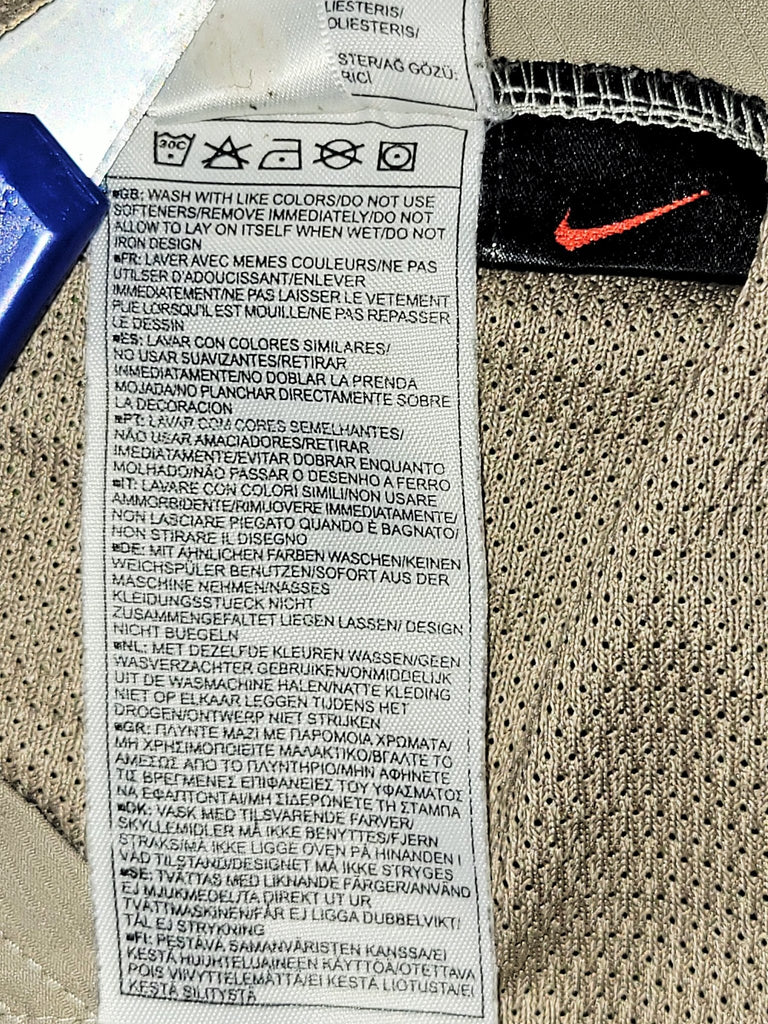 LIESTERIS/
OLIESTERIS/
STER/AĞ GÖZÜ:
RICI
30C
GB: WASH WITH LIKE COLORS/DO NOT USE
SOFTENERS/REMOVE IMMEDIATELY/DO NOT
ALLOW TO LAY ON ITSELF WHEN WET/DO NOT
IRON DESIGN
FR: LAVER AVEC MEMES COULEURS/NE PAS
UTILSER D'ADOUCISSANT/ENLEVER
IMMEDIATEMENT/NE PAS LAISSER LE VETEMENT
PLIE LORSQU'IL EST MOUILLE/NE PAS REPASSER
LE DESSIN
ES: LAVAR CON COLORES SIMILARES/
NO USAR SUAVIZANTES/RETIRAR
INMEDIATAMENTE/NO DOBLAR LA PRENDA
MOJADA/NO PLANCHAR DIRECTAMENTE SOBRE
LA DECORACION
PT: LAVAR COM CORES SEMELHANTES/
NÃO USAR AMACIADORES/RETIRAR
IMEDIATAMENTE/EVITAR DOBRAR ENQUANTO
MOLHADO/NÃO PASSAR O DESENHO A FERRO
IT: LAVARE CON COLORI SIMILI/NON USARE
AMMORBIDENTE/RIMUOVERE IMMEDIATAMENTE/
NON LASCIARE PIEGATO QUANDO È BAGNATO/
NON STIRARE IL DISEGNO
DE: MIT ÄHNLICHEN FARBEN WASCHEN/KEINEN
WEICHSPÜLER BENUTZEN/SOFORT AUS DER
MASCHINE NEHMEN/NASSES
KLEIDUNGSSTUECK NICHT
ZUSAMMENGEFALTET LIEGEN LASSEN/ DESIGN
NICHT BUEGELN
NL: MET DEZELFDE KLEUREN WASSEN/GEEN
WASVERZACHTER GEBRUIKEN/ONMIDDELIJK
UIT DE WASMACHINE HALEN/NATTE KLEDING
NIET OP ELKAAR LEGGEN TIJDENS HET
DROGEN/ONTWERP NIET STRIJKEN
GR: ΠΛΥΝΤΕ ΜΑΖΙ ΜΕ ΠΑΡΟΜΟΙΑ ΧΡΩΜΑΤΑ/
ΜΗ ΧΡΗΣΙΜΟΠΟΙΕΙΤΕ ΜΑΛΑΚΤΙΚΟ/ΒΓΑΛΤΕ ΤΟ
ΑΜΕΣΩΣ ΑΠΟ ΤΟ ΠΛΥΝΤΗΡΙΟ/ΜΗΝ ΑΦΗΝΕΤΕ
ΤΙΣ ΒΡΕΓΜΕΝΕΣ ΕΠΙΦΑΝΕΙΕΣ ΤΟΥ ΥΦΑΣΜΑΤΟΣ
ΝΑ ΕΦΑΠΤΟΝΤΑΙ/ΜΗ ΣΙΔΕΡΩΝΕΤΕ ΤΗ ΣΤΑΜΠΑ
DK: VASK MED TILSVARENDE FARVER/
SKYLLEMIDLER MÅ IKKE BENYTTES/FJERN
STRAKS/MÅ IKKE LIGGE OVEN PÅ HINANDEN I
VÅD TILSTAND/DESIGNET MÅ IKKE STRYGES
SE: TVÄTTAS MED LIKNANDE FÄRGER/ANVÄND
EJ MJUKMEDEL/TA DIREKT UT UR
TVÄTTMASKINEN/FÅR EJ LIGGA DUBBELVIKT/
TÅL EJ STRYKNING
FI: PESTÄVÄ SAMANVÄRISTEN KANSSA/EI
KESTÄ HUUHTELUAINEEN KÄYTTÖÄ/OTETTAVA
POIS VIIVYTTELEMÄTTÄ/EI KESTÄ LIOTUSTA/EI
KESTÄ SILITYSTÄ